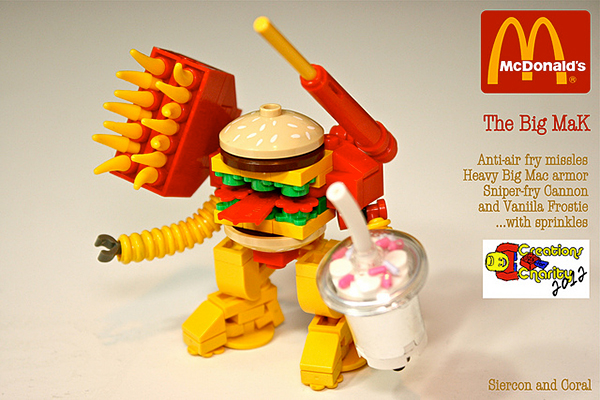 McDonald's
®
The Big MaK
Anti-air fry missles
Heavy Big Mac armor
Sniper-fry Cannon
and Vaniila Frostie
...with sprinkles
Creations
for
Charity
2012
Siercon and Coral